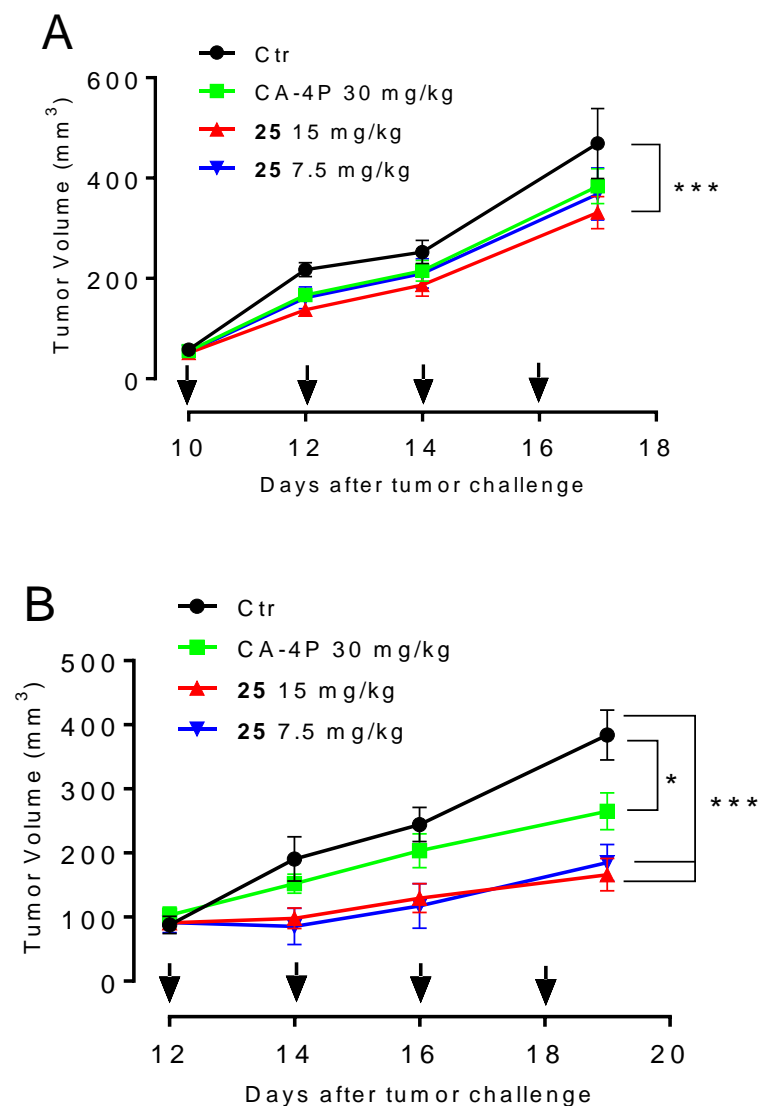 A
Ctr
CA-4P 30 mg/kg
25 15 mg/kg
25 7.5 mg/kg
Tumor Volume (mm³)
600
400
200
0
***
10 12 14 16 18
Days after tumor challenge
B
Ctr
CA-4P 30 mg/kg
25 15 mg/kg
25 7.5 mg/kg
Tumor Volume (mm³)
500
400
300
200
100
0
*
***
12 14 16 18 20
Days after tumor challenge